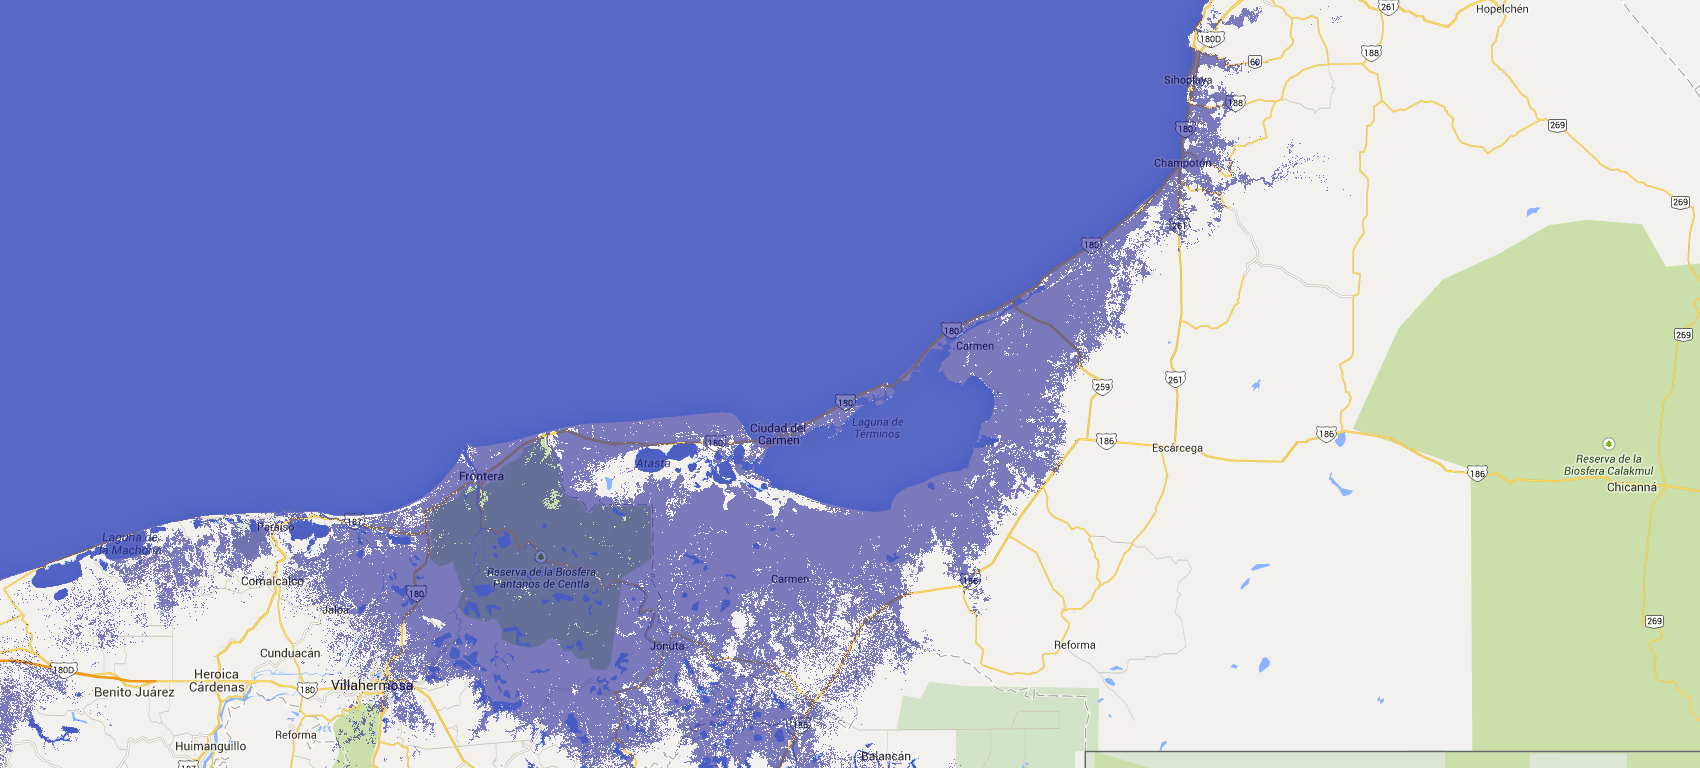 261
Hopelchén
180D
188
60
Sihoplaya
188
269
180
Champotón
269
261
180
180
Carmen
269
261
259
180
Laguna de
Términos
Ciudad del
Carmen
180
186
186
Escárcega
Reserva de la
Biosfera Calakmul
186
Chicanná
Atasta
Frontera
187
Paraíso
Laguna de
la Machona
Reserva de la Biosfera
Pantanos de Centla
Comalcalco
180
Carmen
186
Jalpa
269
Jonuta
Reforma
Cunduacán
180D
Heroica
Cárdenas
180
Villahermosa
Benito Juárez
186
Reforma
Huimanguillo
187
Balancán